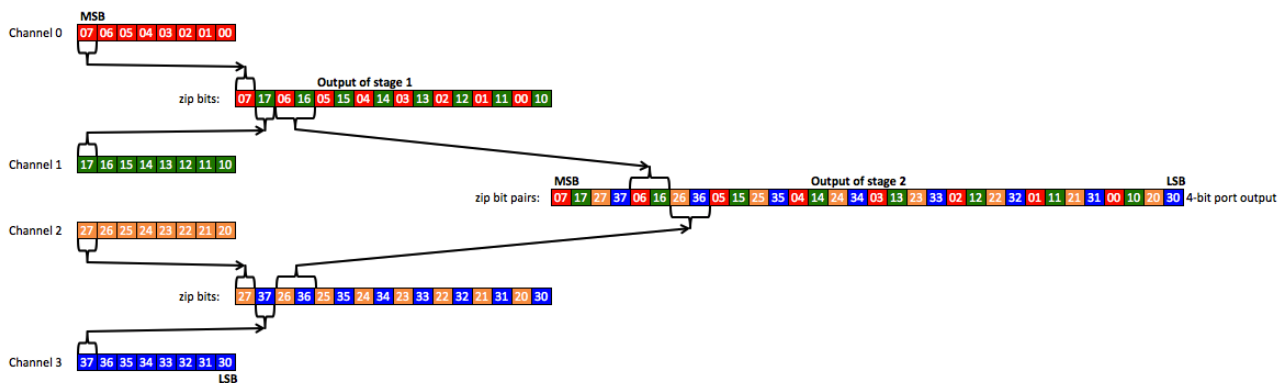 MSB
Channel 0 07 06 05 04 03 02 01 00
Output of stage 1
zip bits: 07 17 06 16 05 15 04 14 03 13 02 12 01 11 00 10
Channel 1 17 16 15 14 13 12 11 10
MSB Output of stage 2 LSB
zip bit pairs: 07 17 27 37 06 16 26 36 05 15 25 35 04 14 24 34 03 13 23 33 02 12 22 32 01 11 21 31 00 10 20 30 4-bit port output
Channel 2 27 26 25 24 23 22 21 20
zip bits: 27 37 26 36 25 35 24 34 23 33 22 32 21 31 20 30
Channel 3 37 36 35 34 33 32 31 30
LSB